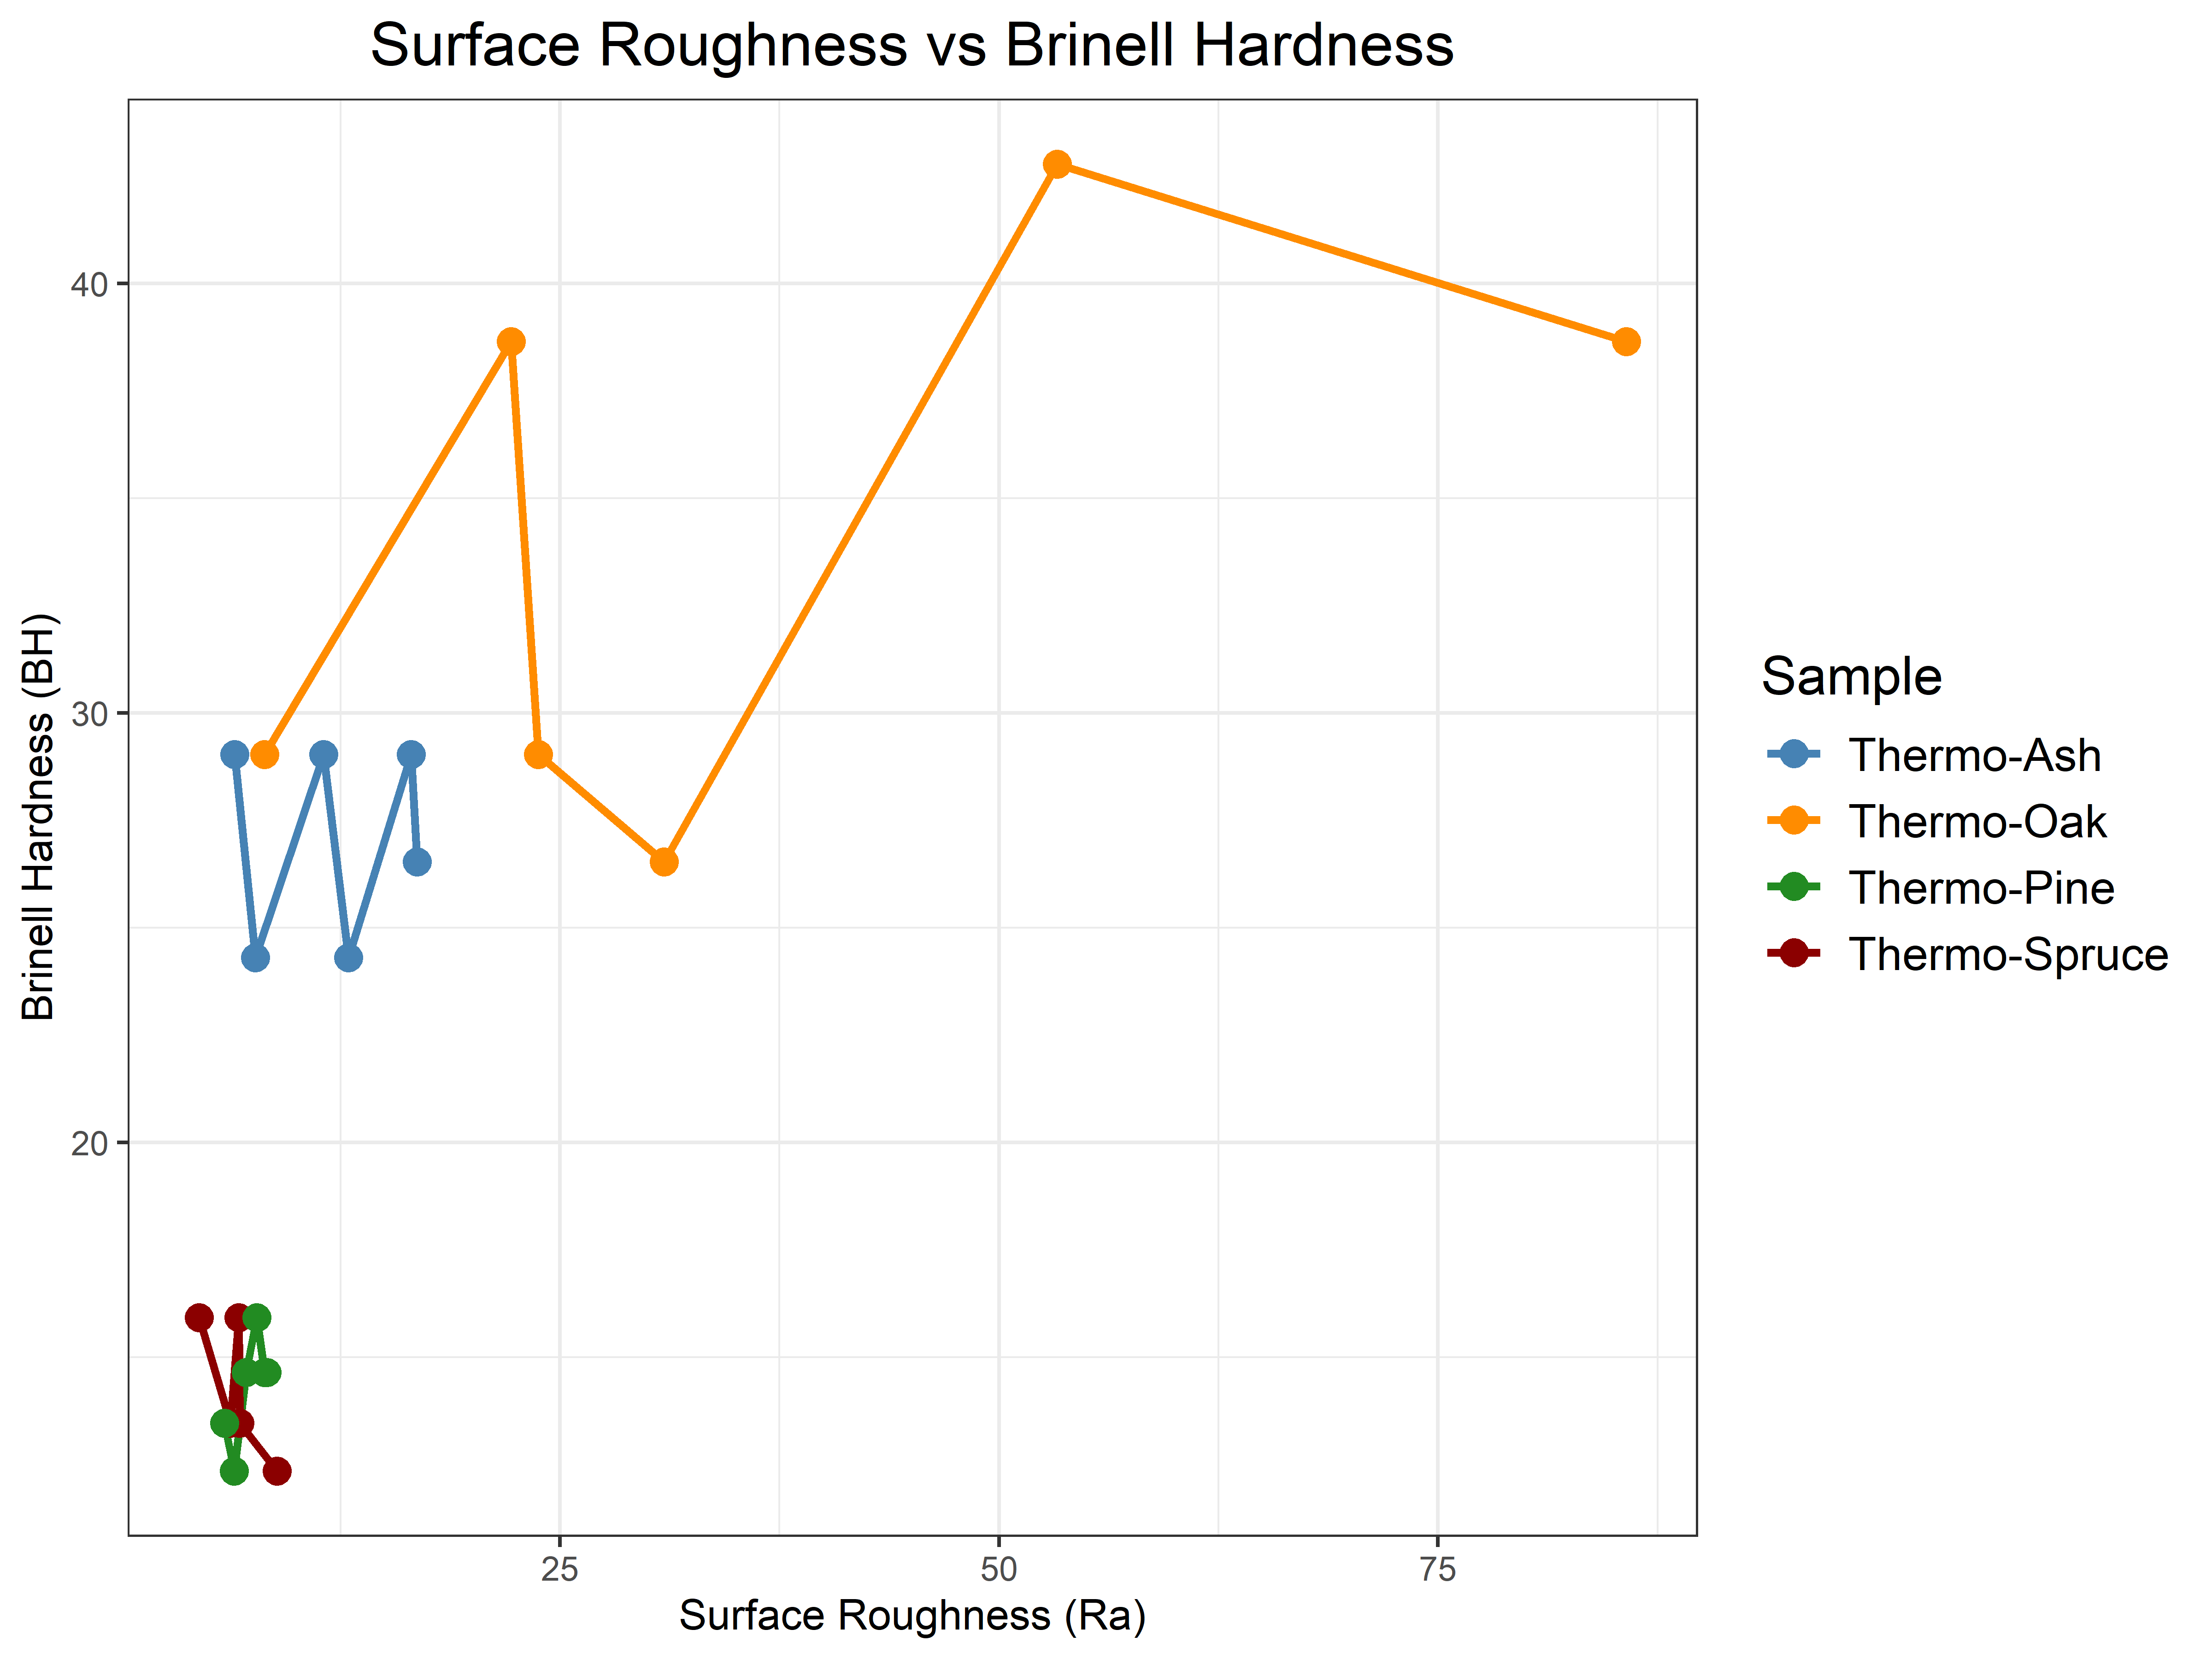 Surface Roughness vs Brinell Hardness
Brinell Hardness (BH)
40
30
20
25
50
75
Surface Roughness (Ra)
Sample
Thermo-Ash
Thermo-Oak
Thermo-Pine
Thermo-Spruce